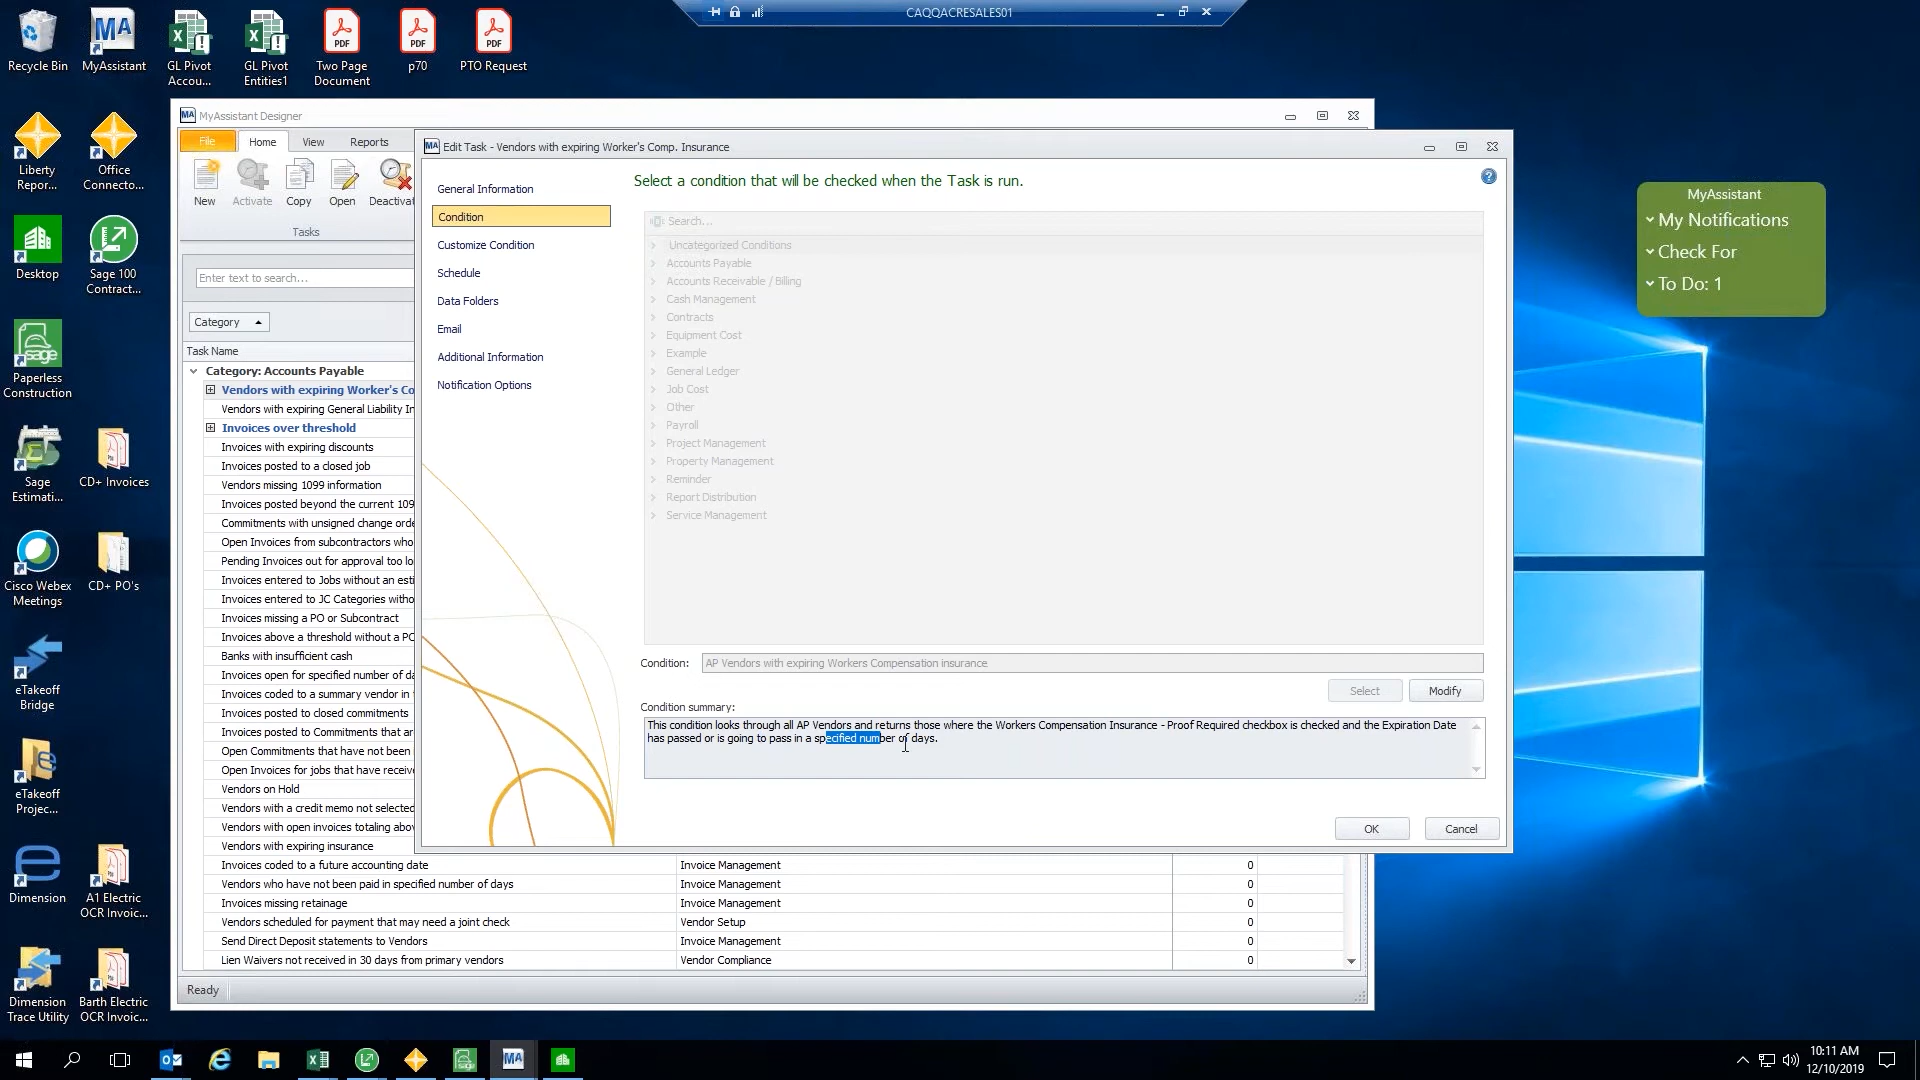 CAQQACRESALES01
Recycle Bin
MyAssistant
GL Pivot
Accou...
GL Pivot
Entities1
Two Page
Document
p70
PTO Request
Liberty
Repor...
Office
Connecto...
Desktop
Sage 100
Contract...
Paperless
Construction
Sage
Estimati...
CD+ Invoices
Cisco Webex
Meetings
CD+ PO's
eTakeoff
Bridge
eTakeoff
Projec...
Dimension
A1 Electric
OCR Invoic...
Dimension
Trace Utility
Barth Electric
OCR Invoic...
MyAssistant Designer
File
Home
View
Reports
New
Activate
Copy
Open
Deactivat
Tasks
Enter text to search...
Category
Task Name
Category: Accounts Payable
Vendors with expiring Worker's Co
Vendors with expiring General Liability In
Invoices over threshold
Invoices with expiring discounts
Invoices posted to a closed job
Vendors missing 1099 information
Invoices posted beyond the current 109
Commitments with unsigned change orde
Open Invoices from subcontractors who
Pending Invoices out for approval too lo
Invoices entered to Jobs without an esti
Invoices entered to JC Categories witho
Invoices missing a PO or Subcontract
Invoices above a threshold without a PO
Banks with insufficient cash
Invoices open for specified number of da
Invoices coded to a summary vendor in
Invoices posted to closed commitments
Invoices posted to Commitments that ar
Open Commitments that have not been
Open Invoices for jobs that have receive
Vendors on Hold
Vendors with a credit memo not selected
Vendors with open invoices totaling abov
Vendors with expiring insurance
Invoices coded to a future accounting date Invoice Management 0
Vendors who have not been paid in specified number of days Invoice Management 0
Invoices missing retainage Invoice Management 0
Vendors scheduled for payment that may need a joint check Vendor Setup 0
Send Direct Deposit statements to Vendors Invoice Management 0
Lien Waivers not received in 30 days from primary vendors Vendor Compliance 0
Ready
Edit Task - Vendors with expiring Worker's Comp. Insurance
General Information
Condition
Customize Condition
Schedule
Data Folders
Email
Additional Information
Notification Options
Select a condition that will be checked when the Task is run.
Search...
Uncategorized Conditions
Accounts Payable
Accounts Receivable / Billing
Cash Management
Contracts
Equipment Cost
Example
General Ledger
Job Cost
Other
Payroll
Project Management
Property Management
Reminder
Report Distribution
Service Management
Condition: AP Vendors with expiring Workers Compensation insurance
Select
Modify
Condition summary:
This condition looks through all AP Vendors and returns those where the Workers Compensation Insurance - Proof Required checkbox is checked and the Expiration Date
has passed or is going to pass in a specified number of days.
OK
Cancel
MyAssistant
My Notifications
Check For
To Do: 1
10:11 AM
12/10/2019